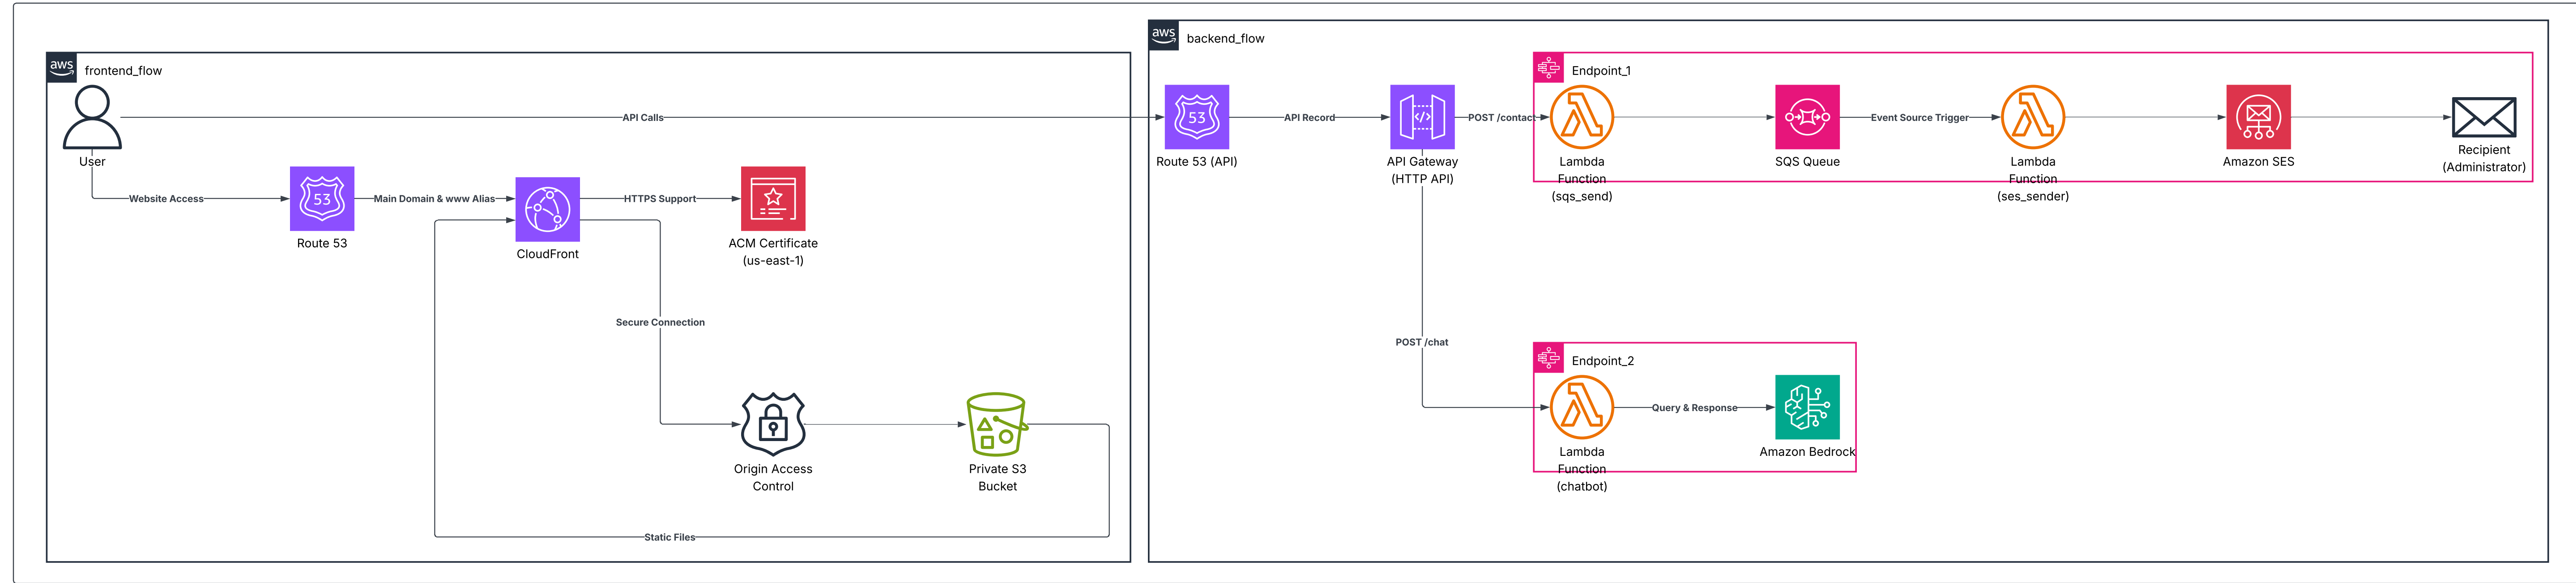 aws
backend_flow
aws
frontend_flow
Endpoint_1
API Calls
53
API Record
</>
POST /contact
Event Source Trigger
User
Route 53 (API)
API Gateway
(HTTP API)
Lambda
Function
(sqs_send)
SQS Queue
Lambda
Function
(ses_sender)
Amazon SES
Recipient
(Administrator)
Website Access
53
Main Domain & www Alias
HTTPS Support
Route 53
CloudFront
ACM Certificate
(us-east-1)
Secure Connection
POST /chat
Endpoint_2
Query & Response
Origin Access
Control
Private S3
Bucket
Lambda
Function
(chatbot)
Amazon Bedrock
Static Files